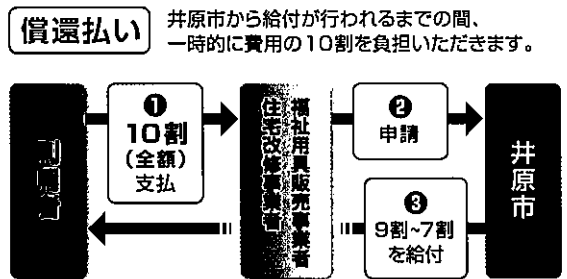 償還払い
井原市から給付が行われるまでの間、
一時的に費用の10割を負担いただきます。
❶
10割
(全額)
支払
福祉用具販売事業者
住宅改修事業者
❷
申請
❸
9割~7割
を給付
井原市